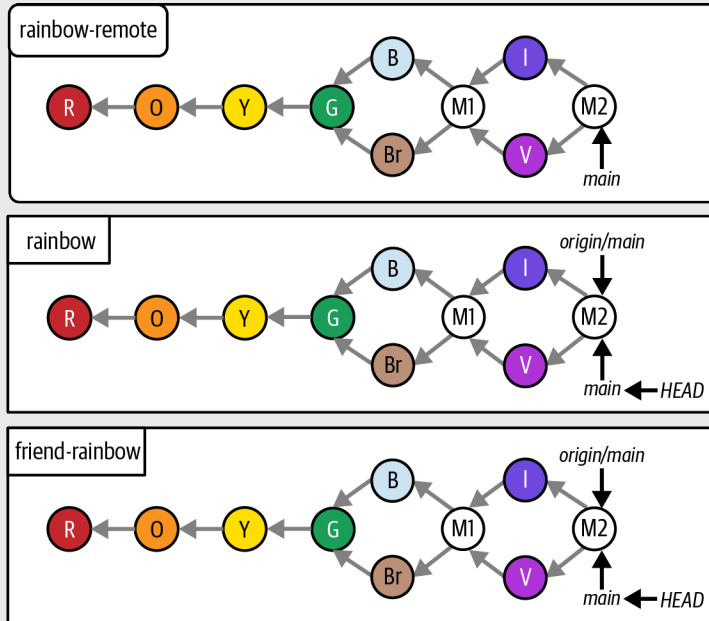 rainbow-remote
B I
R O Y G M1 M2
Br V
main
rainbow
origin/main
B I
R O Y G M1 M2
Br V
main HEAD
friend-rainbow
origin/main
B I
R O Y G M1 M2
Br V
main HEAD